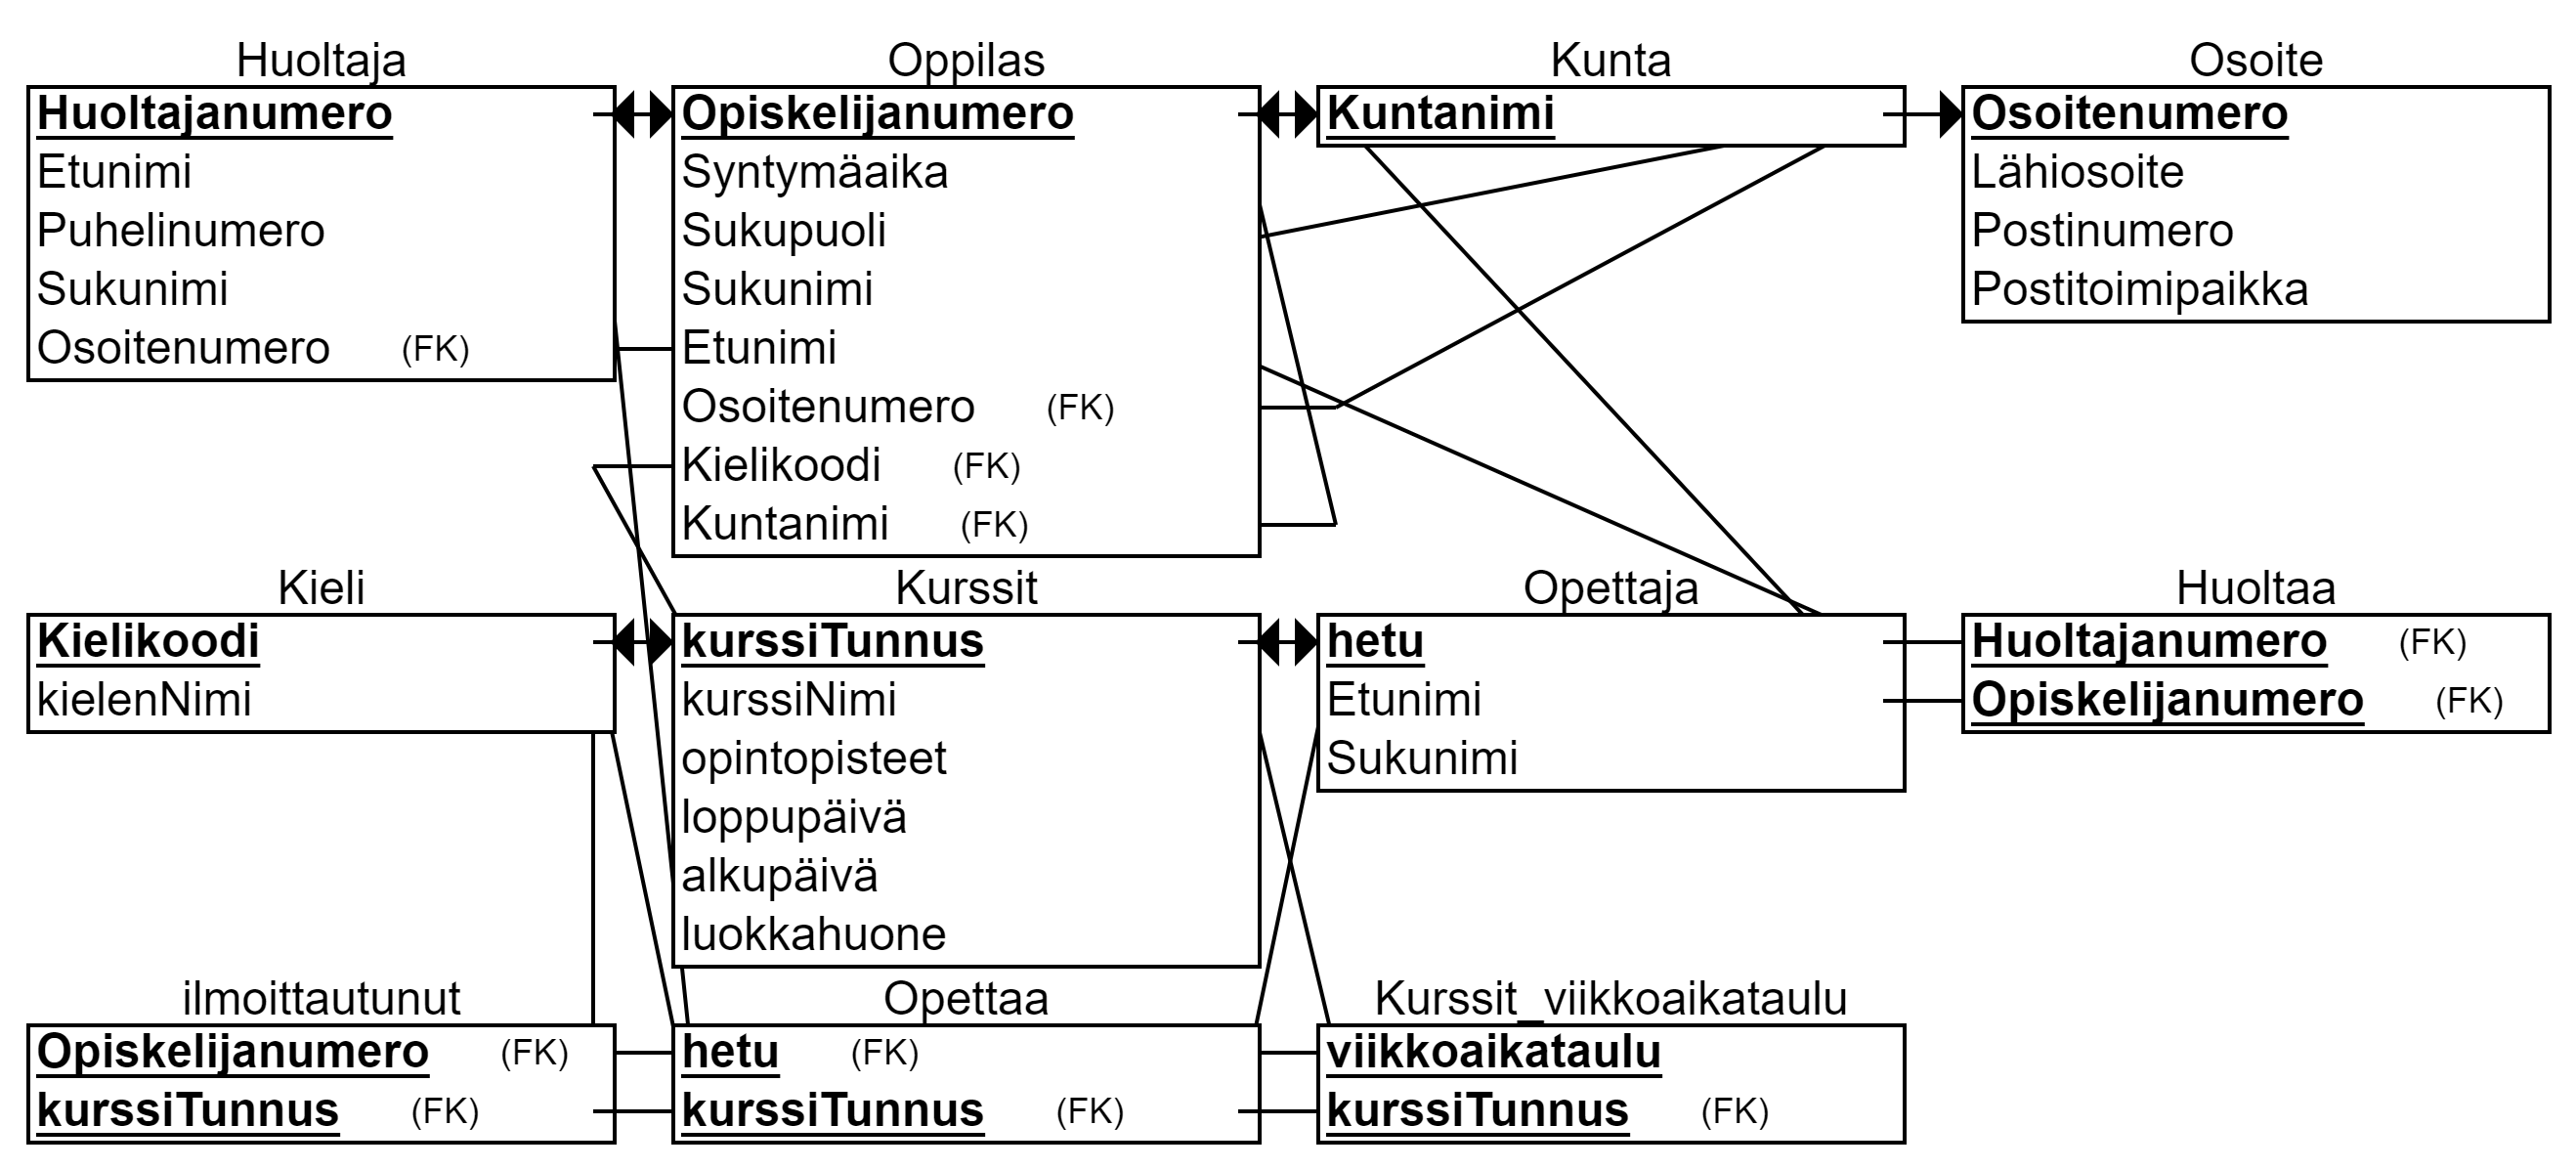 Huoltaja
Huoltajanumero
Etunimi
Puhelinumero
Sukunimi
Osoitenumero (FK)
Oppilas
Opiskelijanumero
Syntymäaika
Sukupuoli
Sukunimi
Etunimi
Osoitenumero (FK)
Kielikoodi (FK)
Kuntanimi (FK)
Kunta
Kuntanimi
Osoite
Osoitenumero
Lähiosoite
Postinumero
Postitoimipaikka
Kieli
Kielikoodi
kielenNimi
Kurssit
kurssiTunnus
kurssiNimi
opintopisteet
loppupäivä
alkupäivä
luokkahuone
Opettaja
hetu
Etunimi
Sukunimi
Huoltaa
Huoltajanumero (FK)
Opiskelijanumero (FK)
ilmoittautunut
Opiskelijanumero (FK)
kurssiTunnus (FK)
Opettaa
hetu (FK)
kurssiTunnus (FK)
Kurssit_viikkoaikataulu
viikkoaikataulu
kurssiTunnus (FK)